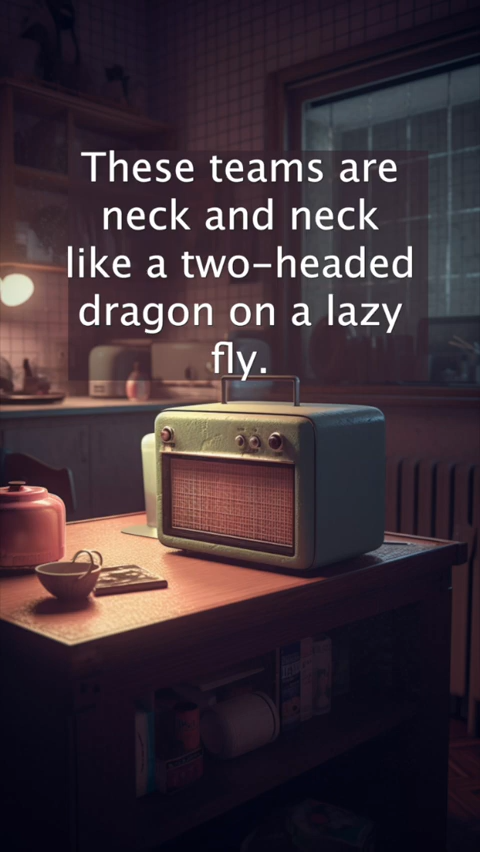 These teams are
neck and neck
like a two-headed
dragon on a lazy
fly.